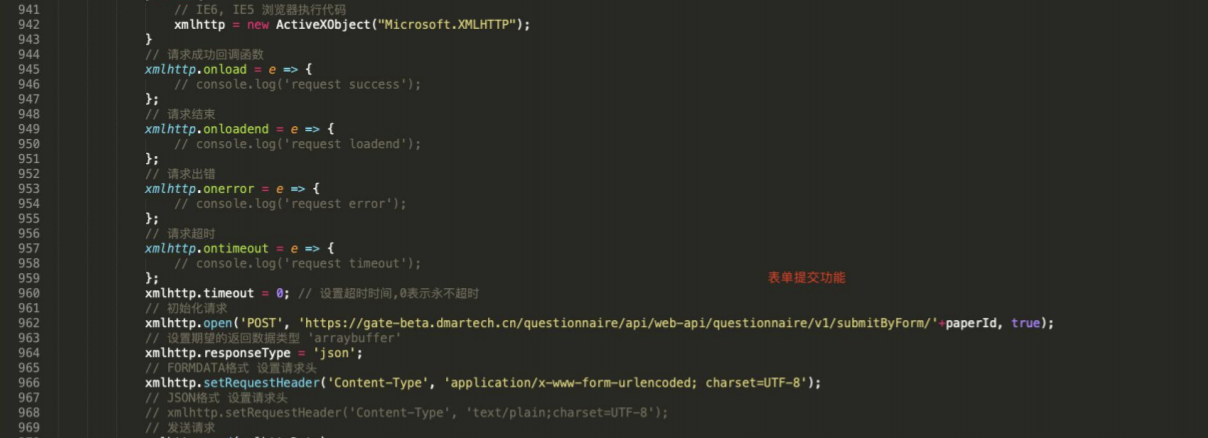 941 // IE6, IE5 浏览器执行代码
942 xmlhttp = new ActiveXObject("Microsoft.XMLHTTP");
943 }
944 // 请求成功回调函数
945 xmlhttp.onload = e => {
946 // console.log('request success');
947 };
948 // 请求结束
949 xmlhttp.onloadend = e => {
950 // console.log('request loadend');
951 };
952 // 请求出错
953 xmlhttp.onerror = e => {
954 // console.log('request error');
955 };
956 // 请求超时
957 xmlhttp.ontimeout = e => {
958 // console.log('request timeout');
959 }; 表单提交功能
960 xmlhttp.timeout = 0; // 设置超时时间,0表示永不超时
961 // 初始化请求
962 xmlhttp.open('POST', 'https://gate-beta.dmartech.cn/questionnaire/api/web-api/questionnaire/v1/submitByForm/'+paperId, true);
963 // 设置期望的返回数据类型 'arraybuffer'
964 xmlhttp.responseType = 'json';
965 // FORMDATA格式 设置请求头
966 xmlhttp.setRequestHeader('Content-Type', 'application/x-www-form-urlencoded; charset=UTF-8');
967 // JSON格式 设置请求头
968 // xmlhttp.setRequestHeader('Content-Type', 'text/plain;charset=UTF-8');
969 // 发送请求